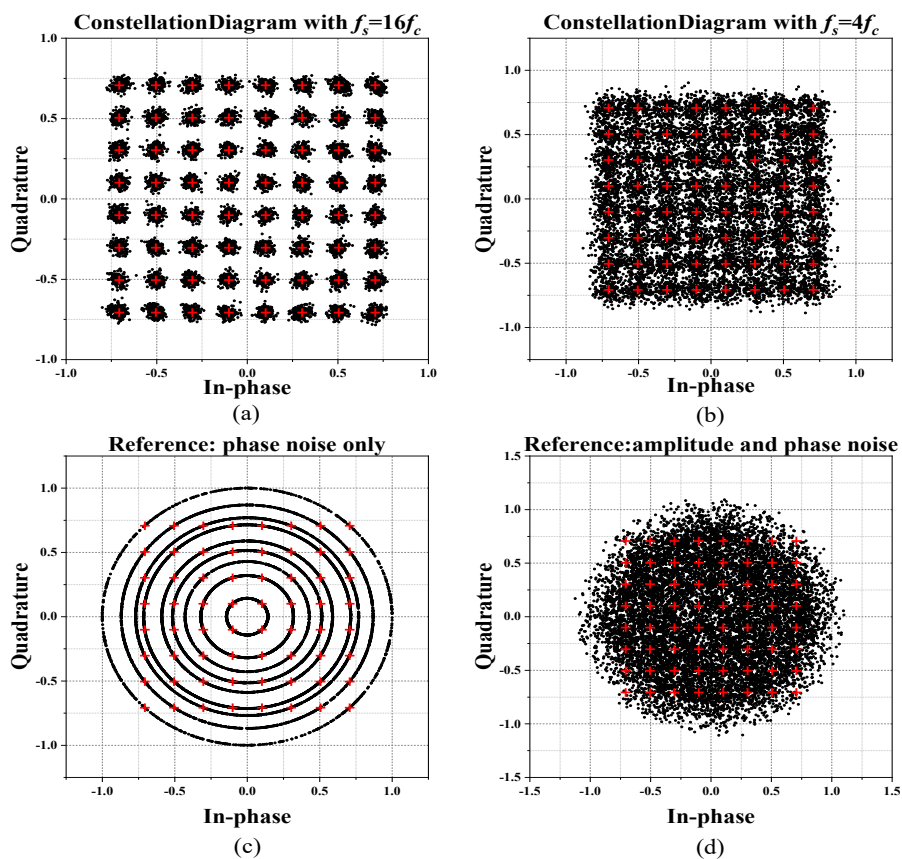 ConstellationDiagram with fs=16fc
1.0
0.5
0.0
-0.5
-1.0
Quadrature
-1.0 -0.5 0.0 0.5 1.0
In-phase
(a)
ConstellationDiagram with fs=4fc
1.0
0.5
0.0
-0.5
-1.0
Quadrature
-1.0 -0.5 0.0 0.5 1.0
In-phase
(b)
Reference: phase noise only
1.0
0.5
0.0
-0.5
-1.0
Quadrature
-1.0 -0.5 0.0 0.5 1.0
In-phase
(c)
Reference:amplitude and phase noise
1.5
1.0
0.5
0.0
-0.5
-1.0
-1.5
Quadrature
-1.5 -1.0 -0.5 0.0 0.5 1.0 1.5
In-phase
(d)